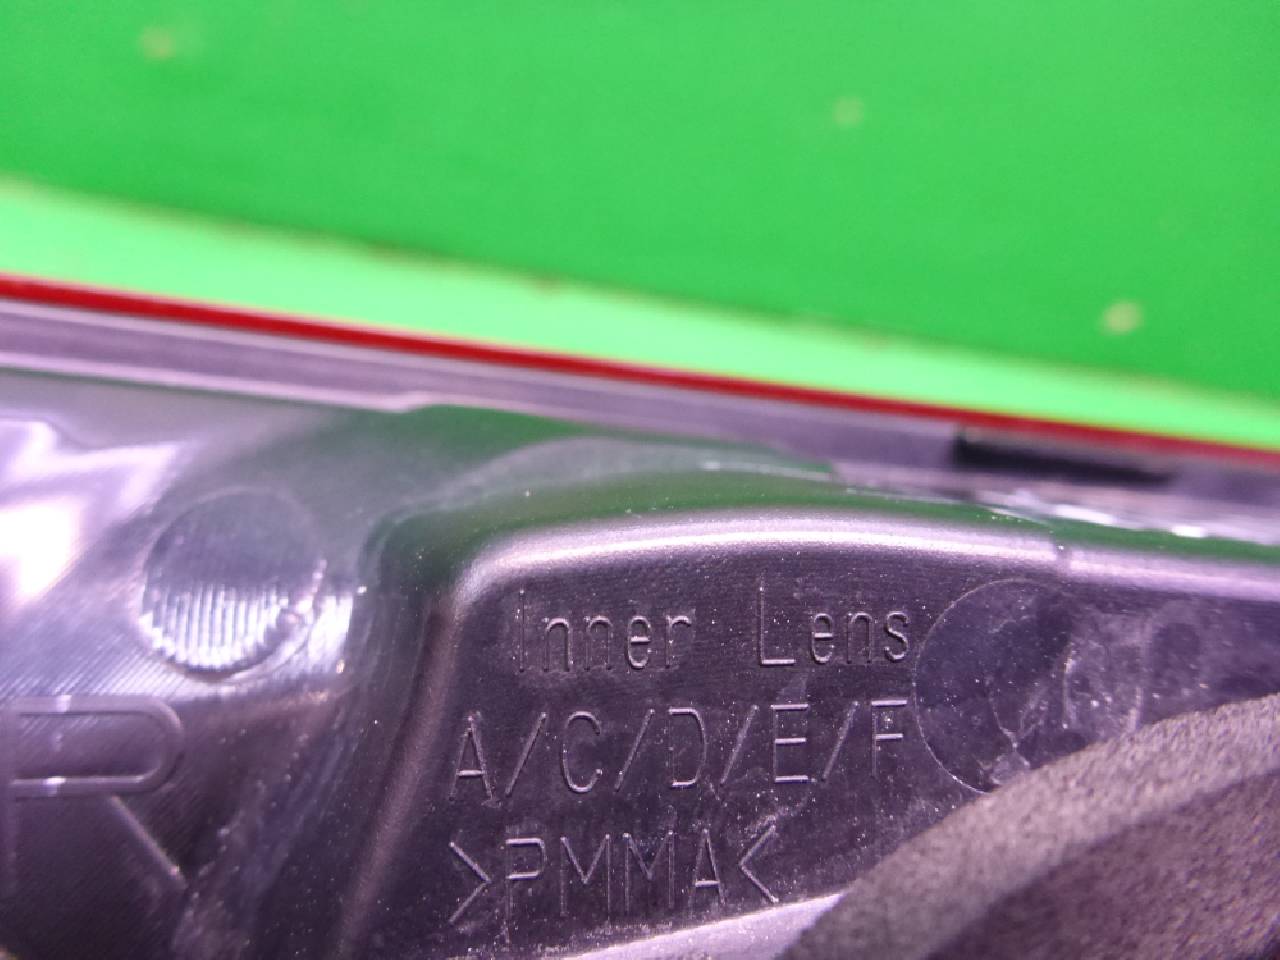 Inner Lens
A/C/D/E/F
>PMMA<
R